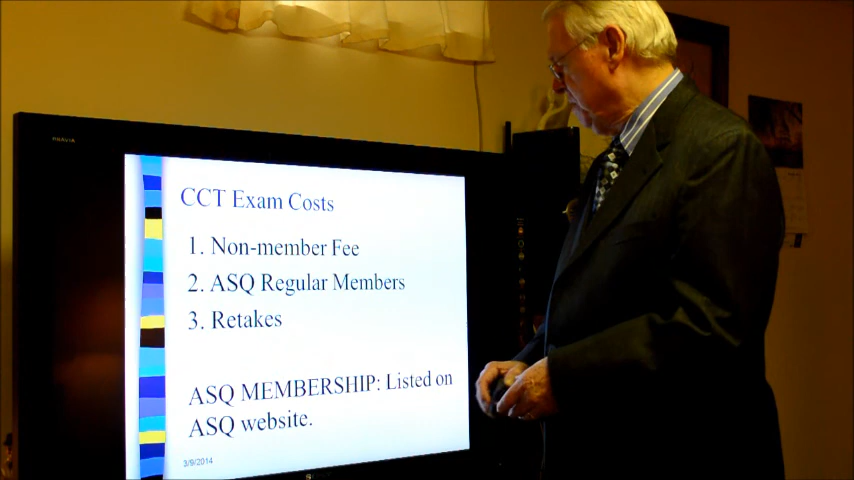 BRAVIA
CCT Exam Costs
1. Non-member Fee
2. ASQ Regular Members
3. Retakes
ASQ MEMBERSHIP: Listed on
ASQ website.
3/9/2014